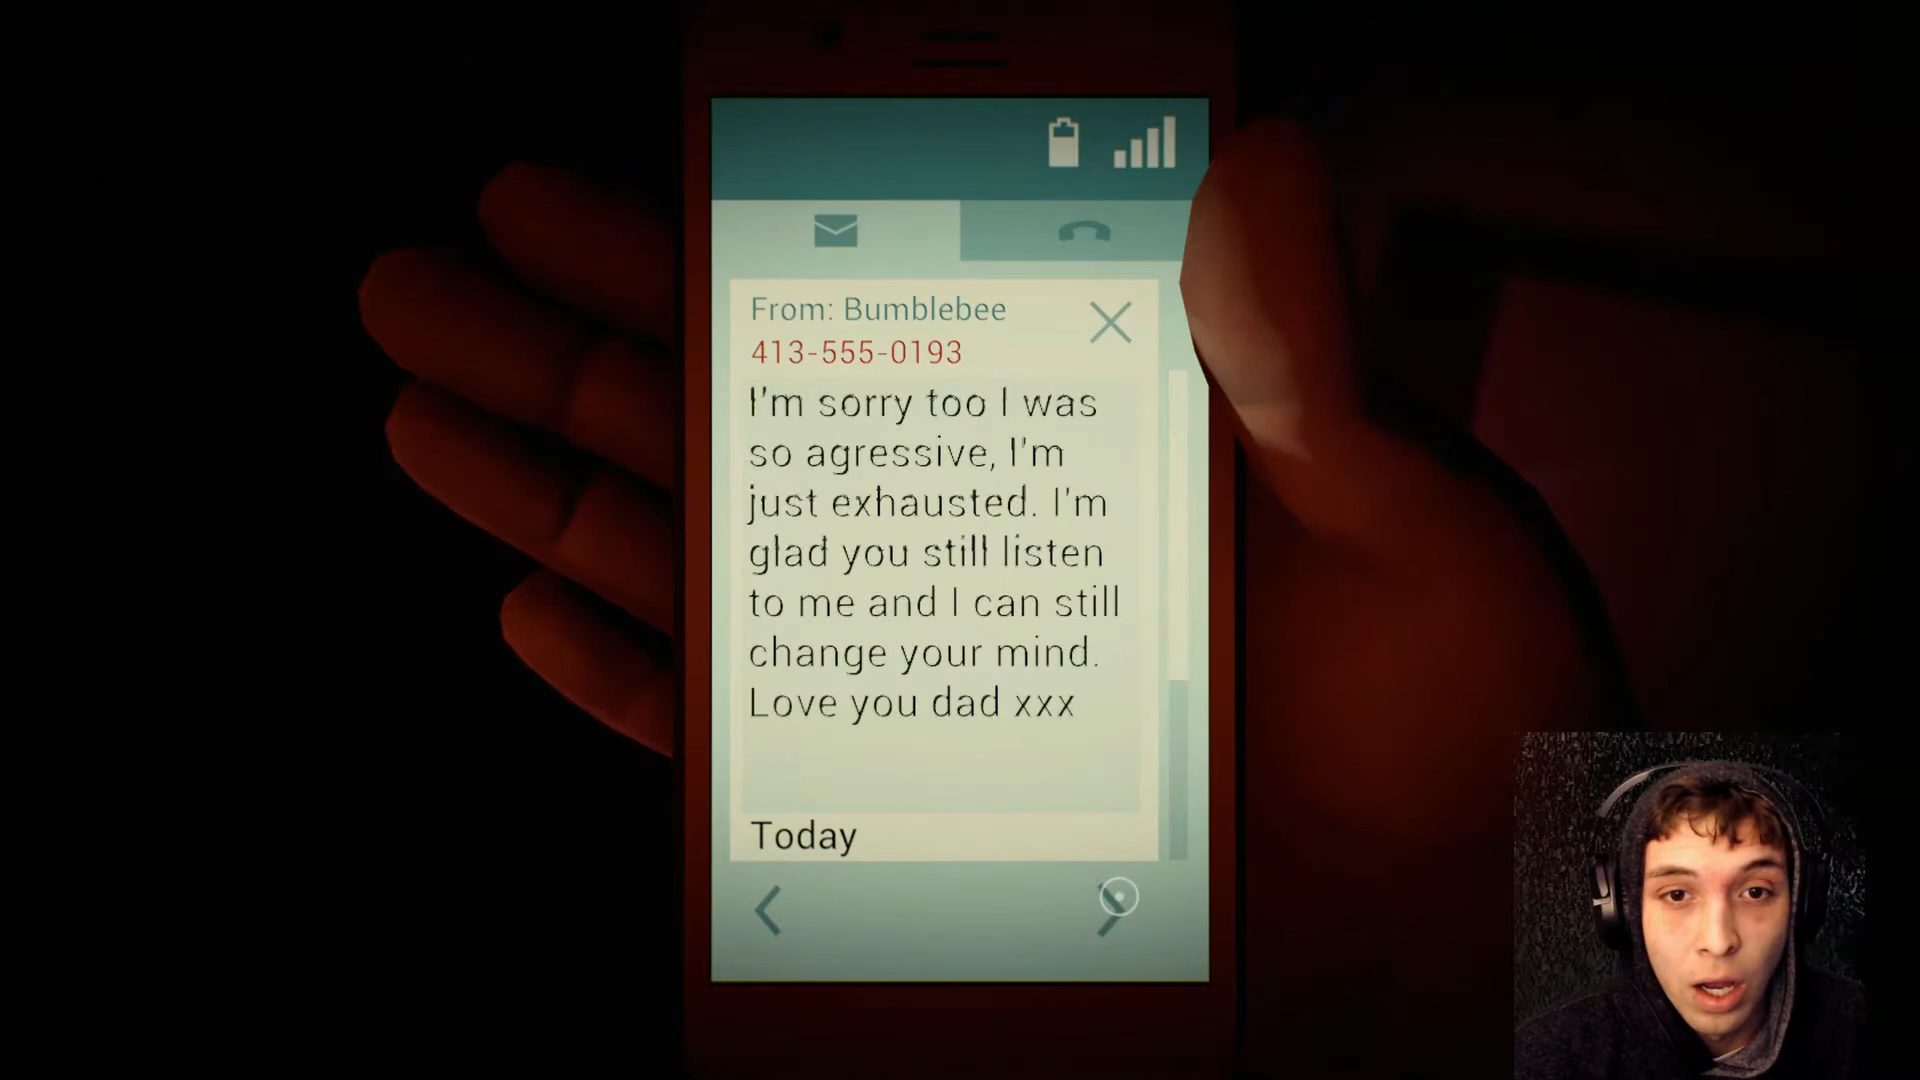 From: Bumblebee
413-555-0193
I'm sorry too I was
so agressive, I'm
just exhausted. I'm
glad you still listen
to me and I can still
change your mind.
Love you dad xxx
Today